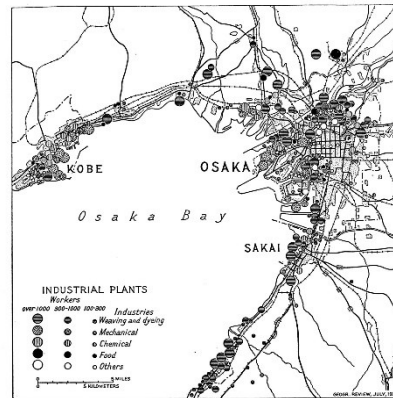 KOBE
OSAKA
Osaka Bay
SAKAI
INDUSTRIAL PLANTS
Workers
over 1000 500-1000 100-500 Industries
Weaving and dyeing
Mechanical
Chemical
Food
Others
5 MILES
5 KILOMETERS
GEOGR. REVIEW, JULY,